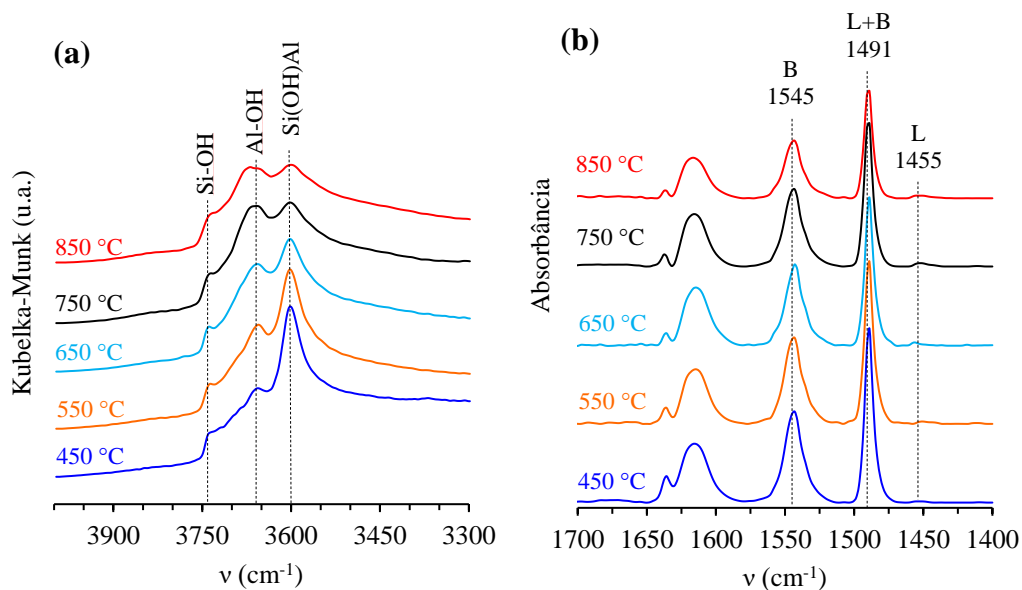 (a)
Si-OH
Al-OH
Si(OH)Al
Kubelka-Munk (u.a.)
850 °C
750 °C
650 °C
550 °C
450 °C
3900 3750 3600 3450 3300
ν (cm-1)
(b)
B
1545
L+B
1491
L
1455
Absorbância
850 °C
750 °C
650 °C
550 °C
450 °C
1700 1650 1600 1550 1500 1450 1400
ν (cm-1)